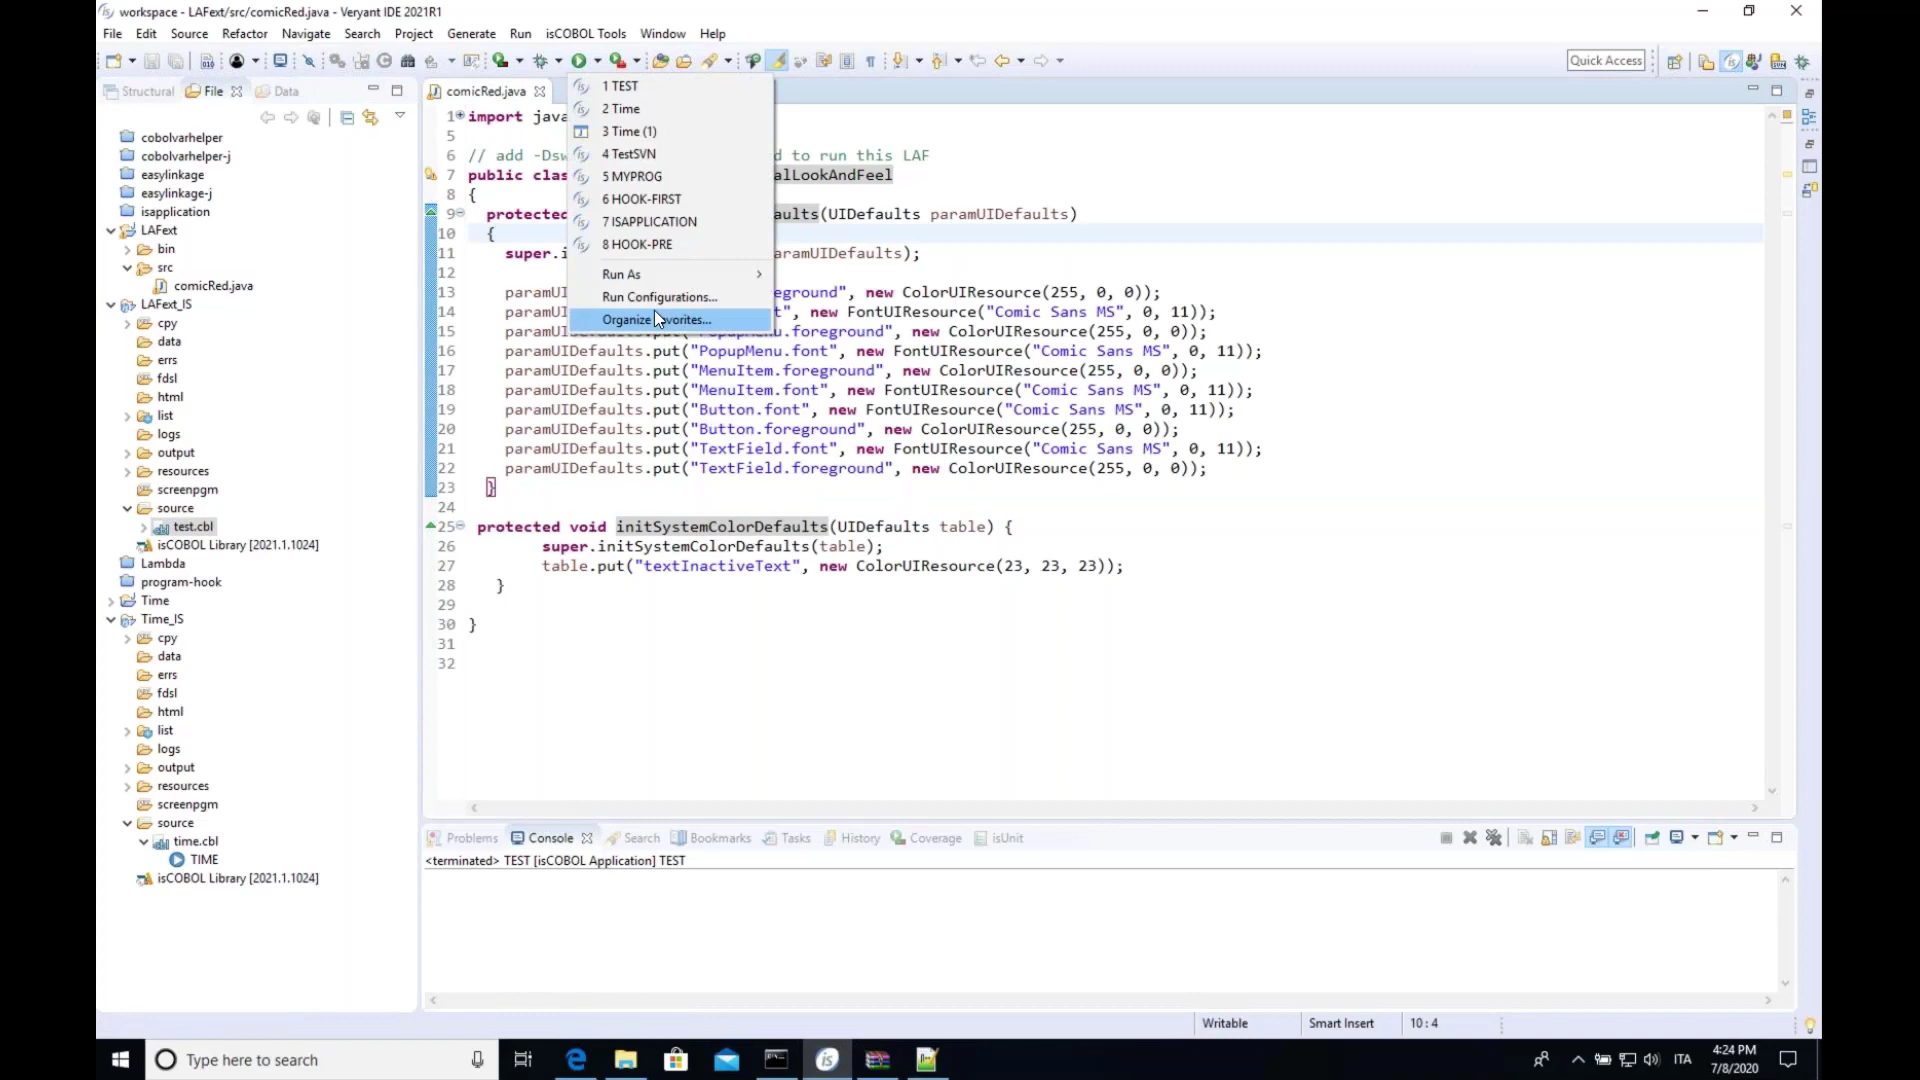 workspace - LAFext/src/comicRed.java - Veryant IDE 2021R1
File Edit Source Refactor Navigate Search Project Generate Run isCOBOL Tools Window Help
Quick Access
Structural File Data
comicRed.java
cobolvarhelper
cobolvarhelper-j
easylinkage
easylinkage-j
isapplication
LAFext
bin
src
comicRed.java
LAFext_IS
cpy
data
errs
fdsl
html
list
logs
output
resources
screenpgm
source
test.cbl
isCOBOL Library [2021.1.1024]
Lambda
program-hook
Time
Time_IS
cpy
data
errs
fdsl
html
list
logs
output
resources
screenpgm
source
time.cbl
TIME
isCOBOL Library [2021.1.1024]
1 TEST
2 Time
3 Time (1)
4 TestSVN
5 MYPROG
6 HOOK-FIRST
7 ISAPPLICATION
8 HOOK-PRE
Run As
Run Configurations...
Organize vorites...
1 import java
5
6 // add -Dsw d to run this LAF
7 public clas alLookAndFeel
8 {
9 protected aults(UIDefaults paramUIDefaults)
10 {
11 super.i aramUIDefaults);
12
13 paramUI eground", new ColorUIResource(255, 0, 0));
14 paramUI t", new FontUIResource("Comic Sans MS", 0, 11));
15 paramUIDefaults.put("PopupMenu.foreground", new ColorUIResource(255, 0, 0));
16 paramUIDefaults.put("PopupMenu.font", new FontUIResource("Comic Sans MS", 0, 11));
17 paramUIDefaults.put("MenuItem.foreground", new ColorUIResource(255, 0, 0));
18 paramUIDefaults.put("MenuItem.font", new FontUIResource("Comic Sans MS", 0, 11));
19 paramUIDefaults.put("Button.font", new FontUIResource("Comic Sans MS", 0, 11));
20 paramUIDefaults.put("Button.foreground", new ColorUIResource(255, 0, 0));
21 paramUIDefaults.put("TextField.font", new FontUIResource("Comic Sans MS", 0, 11));
22 paramUIDefaults.put("TextField.foreground", new ColorUIResource(255, 0, 0));
23 }
24
25 protected void initSystemColorDefaults(UIDefaults table) {
26 super.initSystemColorDefaults(table);
27 table.put("textInactiveText", new ColorUIResource(23, 23, 23));
28 }
29
30 }
31
32
Problems Console Search Bookmarks Tasks History Coverage isUnit
<terminated> TEST [isCOBOL Application] TEST
Writable Smart Insert 10 : 4
Type here to search
ITA
4:24 PM
7/8/2020